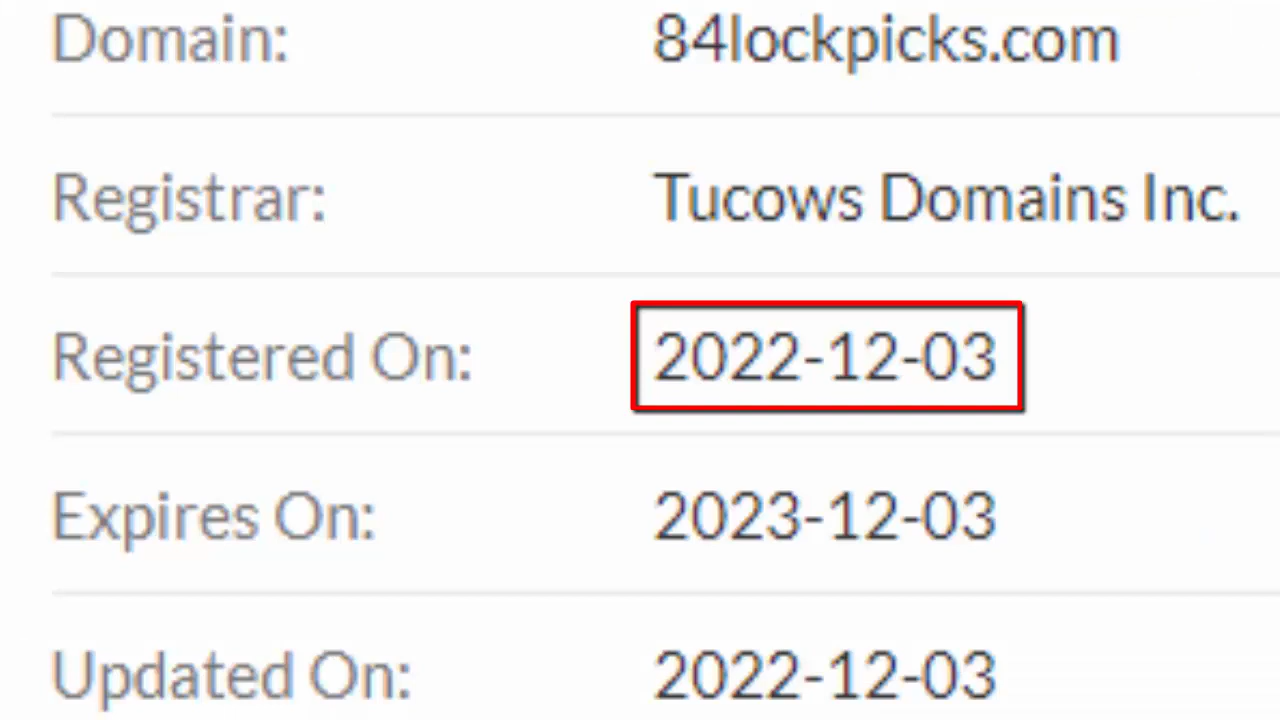 Domain: 84lockpicks.com
Registrar: Tucows Domains Inc.
Registered On: 2022-12-03
Expires On: 2023-12-03
Updated On: 2022-12-03